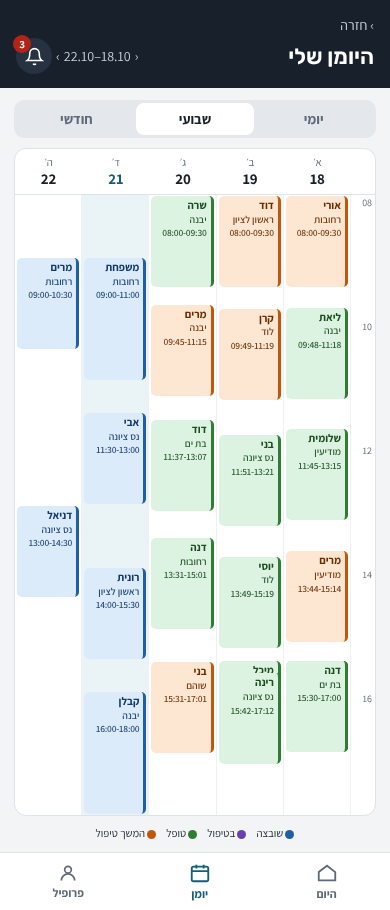 ‹ חזרה
היומן שלי
‹ 22.10–18.10 ›
3
יומי
שבועי
חודשי
א׳
18
ב׳
19
ג׳
20
ד׳
21
ה׳
22
08
10
12
14
16
אורי
רחובות
08:00-09:30
ליאת
יבנה
09:48-11:18
שלומית
מודיעין
11:45-13:15
מרים
מודיעין
13:44-15:14
דנה
בת ים
15:30-17:00
דוד
ראשון לציון
08:00-09:30
קרן
לוד
09:49-11:19
בני
נס ציונה
11:51-13:21
יוסי
לוד
13:49-15:19
מיכל
רינה
נס ציונה
15:42-17:12
שרה
יבנה
08:00-09:30
מרים
יבנה
09:45-11:15
דוד
בת ים
11:37-13:07
דנה
רחובות
13:31-15:01
בני
שוהם
15:31-17:01
משפחת
רחובות
09:00-11:00
אבי
נס ציונה
11:30-13:00
רונית
ראשון לציון
14:00-15:30
קבלן
יבנה
16:00-18:00
מרים
רחובות
09:00-10:30
דניאל
נס ציונה
13:00-14:30
שובצה
בטיפול
טופל
המשך טיפול
היום
יומן
פרופיל